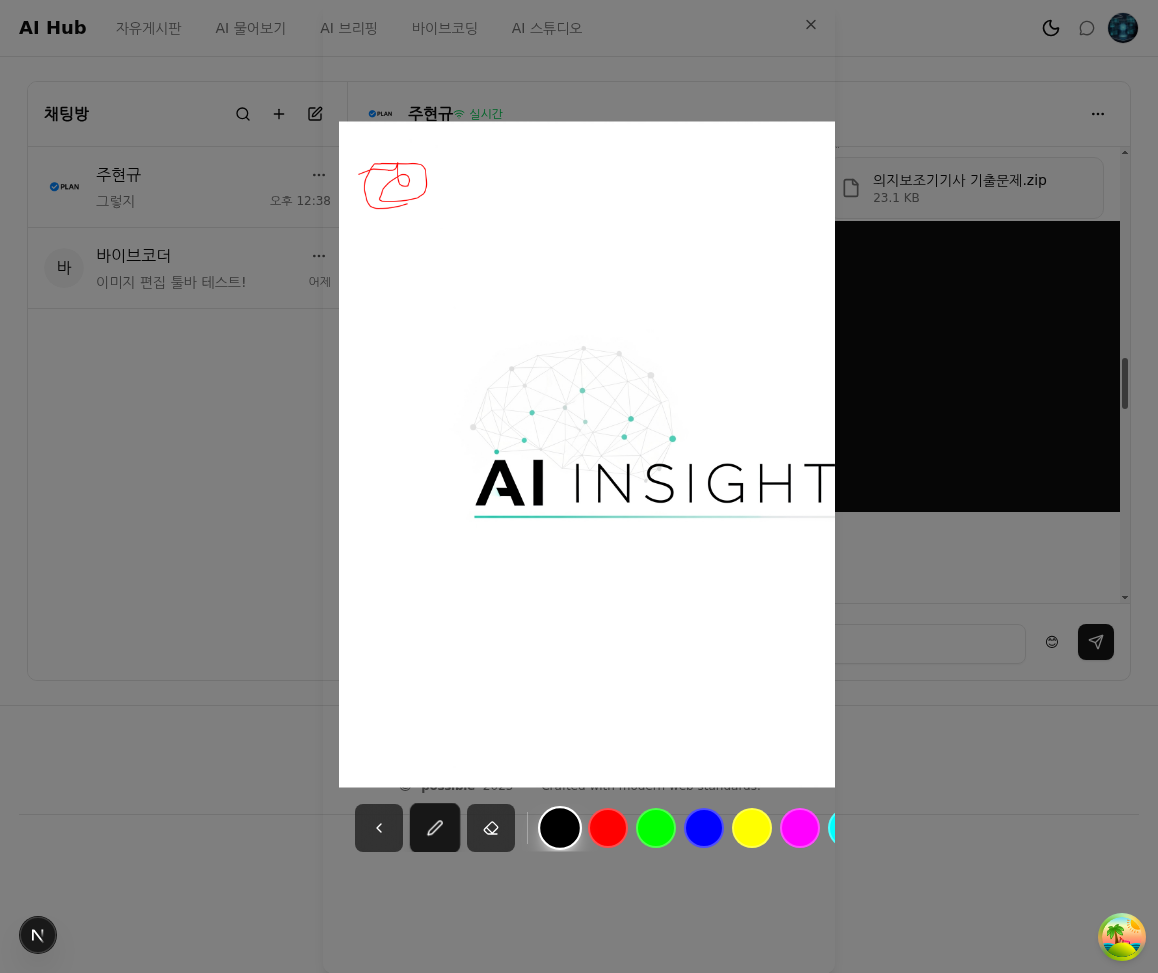 AI Hub
자유게시판
AI 물어보기
AI 브리핑
바이브코딩
AI 스튜디오
채팅방
PLAN
주현규
실시간
PLAN
주현규
그렇지
오후 12:38
바
바이브코더
이미지 편집 툴바 테스트!
어제
의지보조기기사 기출문제.zip
23.1 KB
AI INSIGHT
possible 2025
Crafted with modern web standards.
N